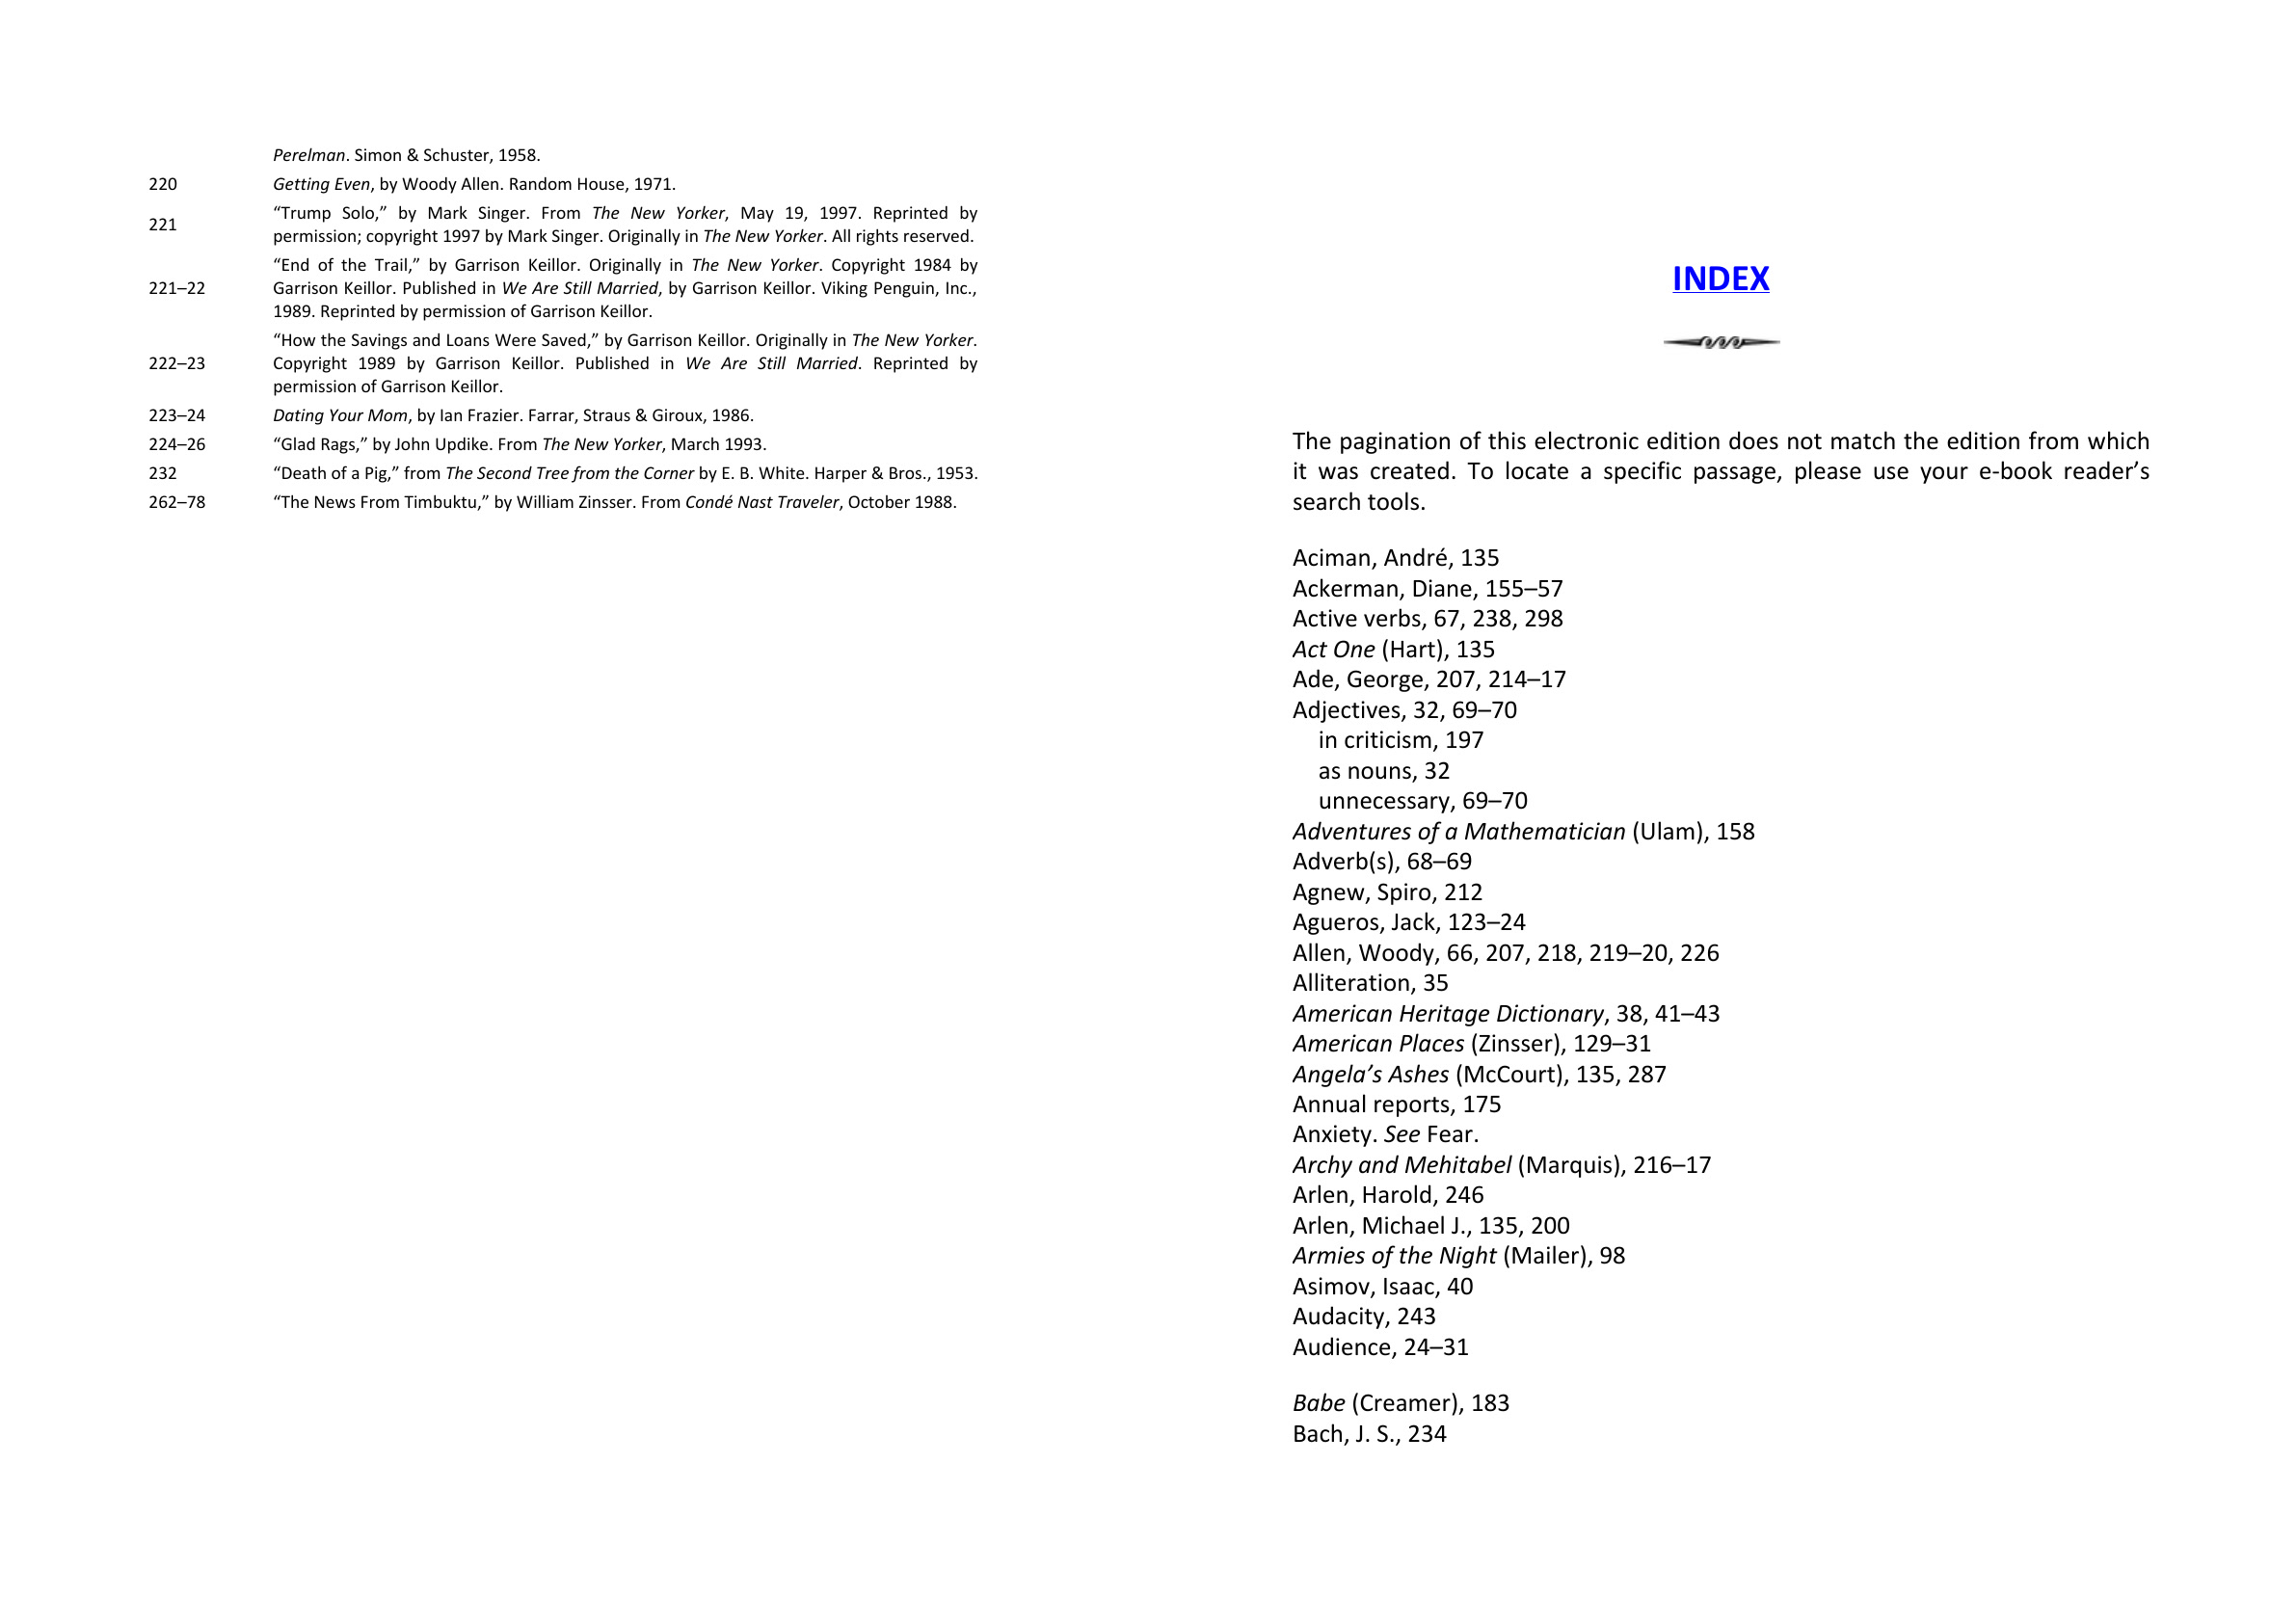 Perelman. Simon & Schuster, 1958.
220 Getting Even, by Woody Allen. Random House, 1971.
“Trump Solo,” by Mark Singer. From The New Yorker, May 19, 1997. Reprinted by
221 permission; copyright 1997 by Mark Singer. Originally in The New Yorker. All rights reserved.
“End of the Trail,” by Garrison Keillor. Originally in The New Yorker. Copyright 1984 by
221–22 Garrison Keillor. Published in We Are Still Married, by Garrison Keillor. Viking Penguin, Inc.,
1989. Reprinted by permission of Garrison Keillor.
“How the Savings and Loans Were Saved,” by Garrison Keillor. Originally in The New Yorker.
222–23 Copyright 1989 by Garrison Keillor. Published in We Are Still Married. Reprinted by
permission of Garrison Keillor.
223–24 Dating Your Mom, by Ian Frazier. Farrar, Straus & Giroux, 1986.
224–26 “Glad Rags,” by John Updike. From The New Yorker, March 1993.
232 “Death of a Pig,” from The Second Tree from the Corner by E. B. White. Harper & Bros., 1953.
262–78 “The News From Timbuktu,” by William Zinsser. From Condé Nast Traveler, October 1988.
INDEX
The pagination of this electronic edition does not match the edition from which
it was created. To locate a specific passage, please use your e-book reader’s
search tools.
Aciman, André, 135
Ackerman, Diane, 155–57
Active verbs, 67, 238, 298
Act One (Hart), 135
Ade, George, 207, 214–17
Adjectives, 32, 69–70
in criticism, 197
as nouns, 32
unnecessary, 69–70
Adventures of a Mathematician (Ulam), 158
Adverb(s), 68–69
Agnew, Spiro, 212
Agueros, Jack, 123–24
Allen, Woody, 66, 207, 218, 219–20, 226
Alliteration, 35
American Heritage Dictionary, 38, 41–43
American Places (Zinsser), 129–31
Angela’s Ashes (McCourt), 135, 287
Annual reports, 175
Anxiety. See Fear.
Archy and Mehitabel (Marquis), 216–17
Arlen, Harold, 246
Arlen, Michael J., 135, 200
Armies of the Night (Mailer), 98
Asimov, Isaac, 40
Audacity, 243
Audience, 24–31
Babe (Creamer), 183
Bach, J. S., 234